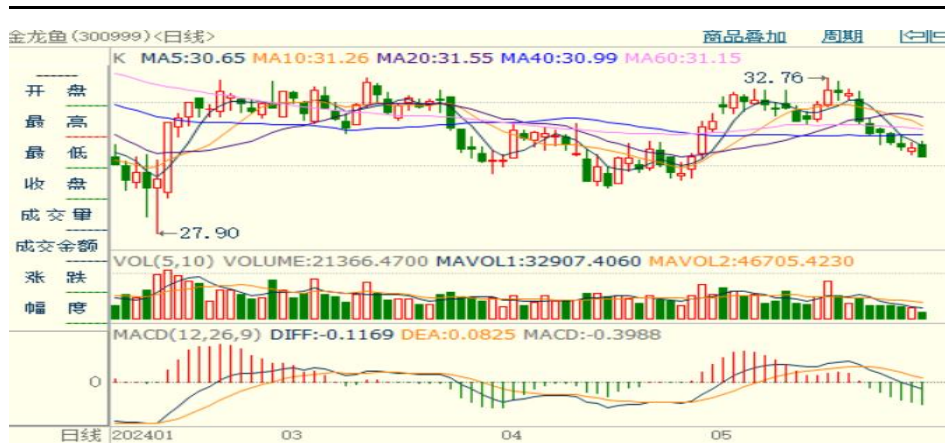 金龙鱼(300999)<日线>
商品叠加 周期
K MA5:30.65 MA10:31.26 MA20:31.55 MA40:30.99 MA60:31.15
32.76
开 盘
最 高
最 低
收 盘
27.90
成交量
成交金额
VOL(5,10) VOLUME:21366.4700 MAVOL1:32907.4060 MAVOL2:46705.4230
涨 跌
幅 度
MACD(12,26,9) DIFF:-0.1169 DEA:0.0825 MACD:-0.3988
0
日线 202401 03 04 05